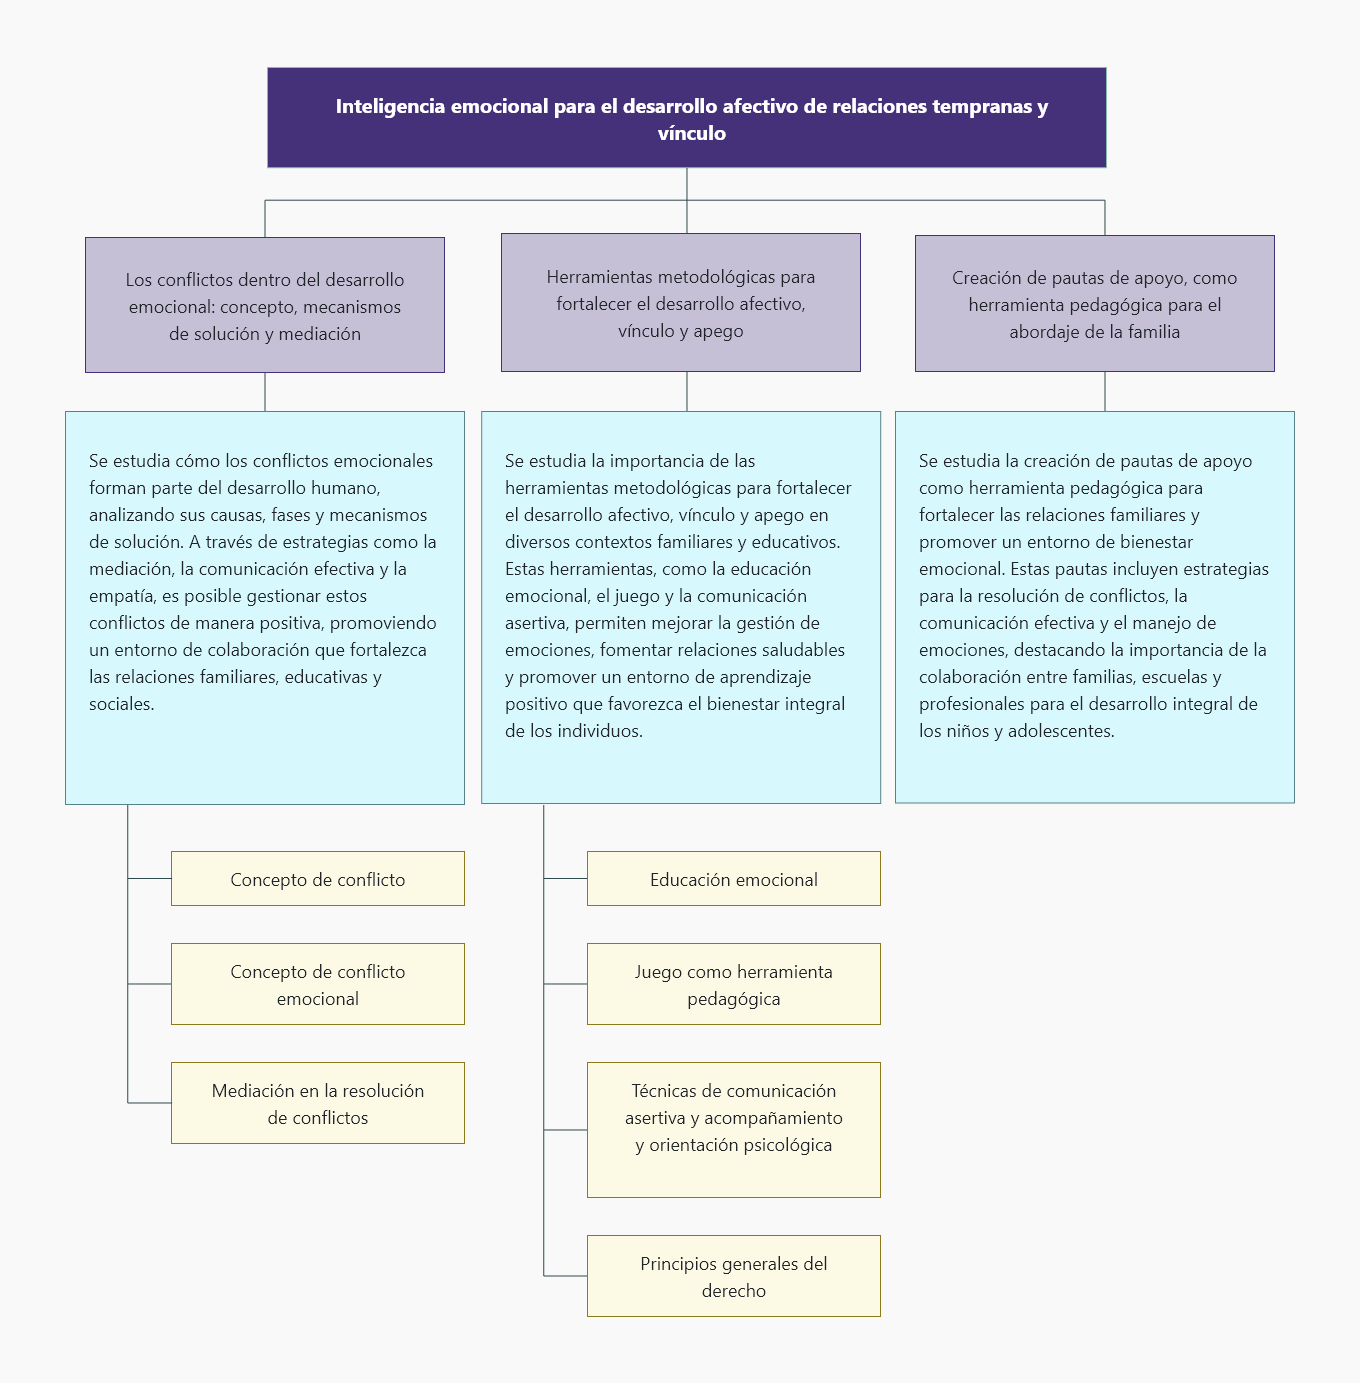 Inteligencia emocional para el desarrollo afectivo de relaciones tempranas y
vínculo
Los conflictos dentro del desarrollo
emocional: concepto, mecanismos
de solución y mediación
Herramientas metodológicas para
fortalecer el desarrollo afectivo,
vínculo y apego
Creación de pautas de apoyo, como
herramienta pedagógica para el
abordaje de la familia
Se estudia cómo los conflictos emocionales
forman parte del desarrollo humano,
analizando sus causas, fases y mecanismos
de solución. A través de estrategias como la
mediación, la comunicación efectiva y la
empatía, es posible gestionar estos
conflictos de manera positiva, promoviendo
un entorno de colaboración que fortalezca
las relaciones familiares, educativas y
sociales.
Se estudia la importancia de las
herramientas metodológicas para fortalecer
el desarrollo afectivo, vínculo y apego en
diversos contextos familiares y educativos.
Estas herramientas, como la educación
emocional, el juego y la comunicación
asertiva, permiten mejorar la gestión de
emociones, fomentar relaciones saludables
y promover un entorno de aprendizaje
positivo que favorezca el bienestar integral
de los individuos.
Se estudia la creación de pautas de apoyo
como herramienta pedagógica para
fortalecer las relaciones familiares y
promover un entorno de bienestar
emocional. Estas pautas incluyen estrategias
para la resolución de conflictos, la
comunicación efectiva y el manejo de
emociones, destacando la importancia de la
colaboración entre familias, escuelas y
profesionales para el desarrollo integral de
los niños y adolescentes.
Concepto de conflicto
Concepto de conflicto
emocional
Mediación en la resolución
de conflictos
Educación emocional
Juego como herramienta
pedagógica
Técnicas de comunicación
asertiva y acompañamiento
y orientación psicológica
Principios generales del
derecho